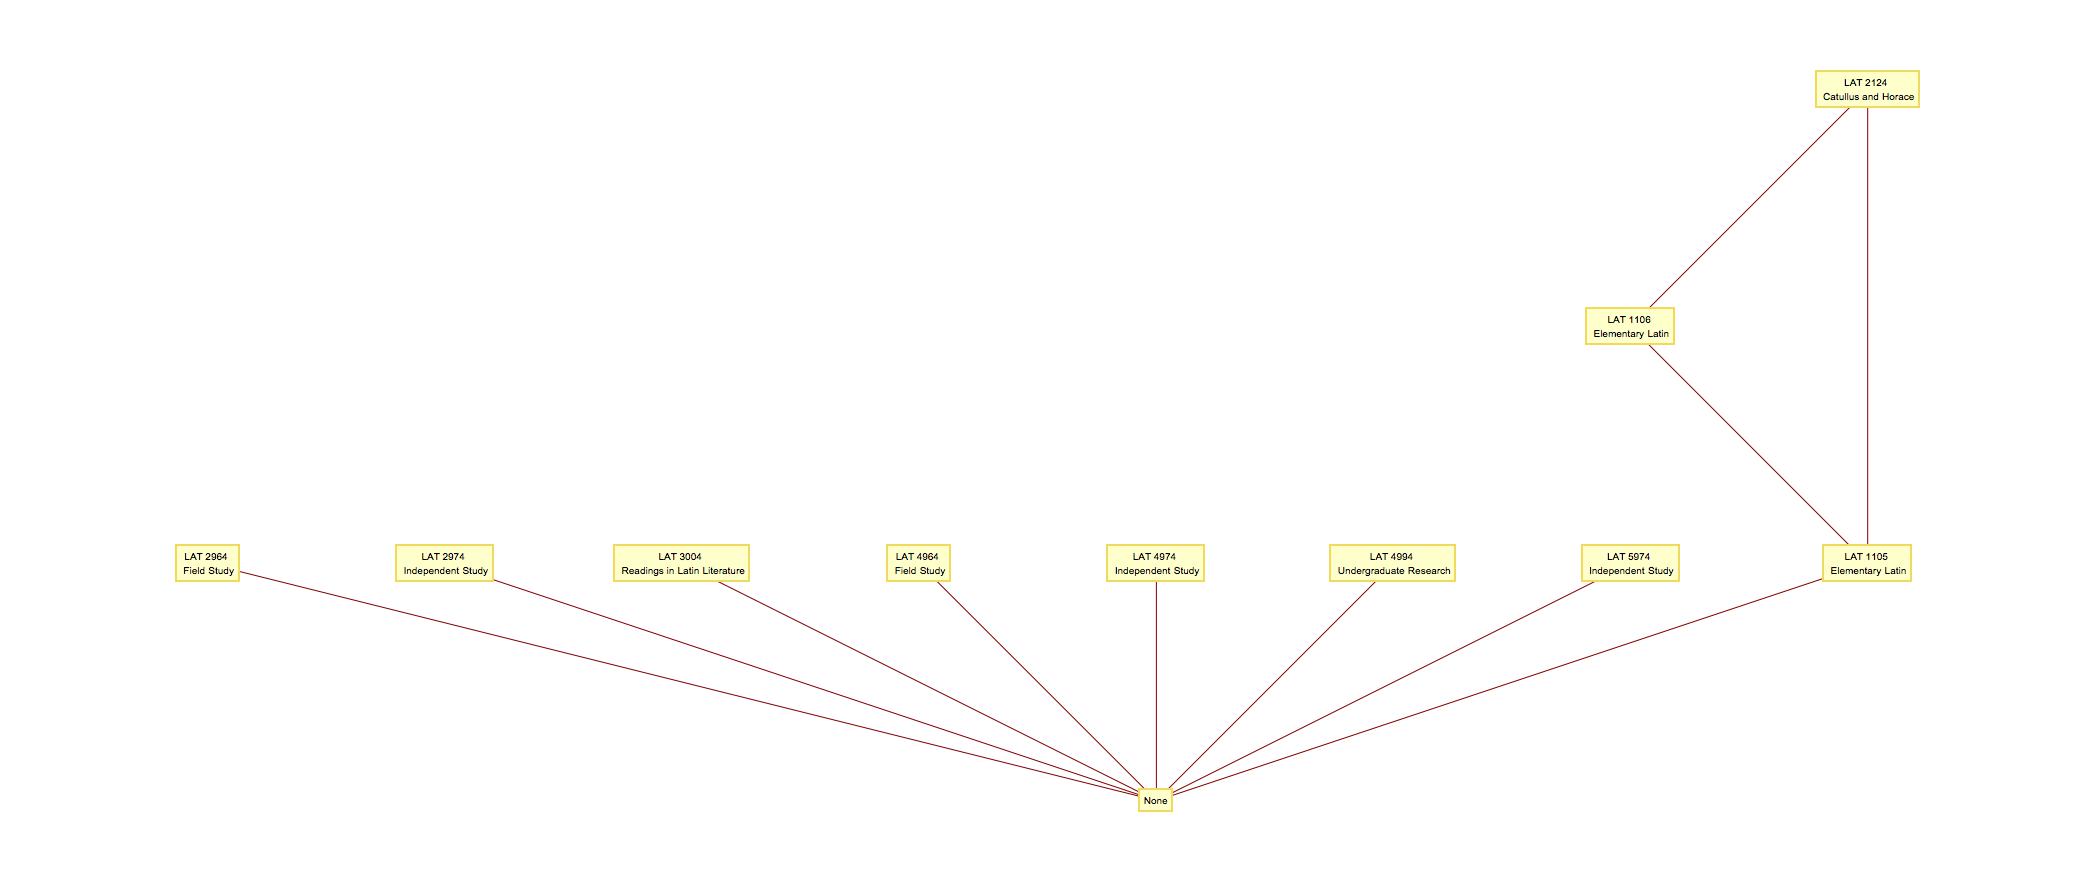 LAT 2124
Catullus and Horace
LAT 1106
Elementary Latin
LAT 2964
Field Study
LAT 2974
Independent Study
LAT 3004
Readings in Latin Literature
LAT 4964
Field Study
LAT 4974
Independent Study
LAT 4994
Undergraduate Research
LAT 5974
Independent Study
LAT 1105
Elementary Latin
None